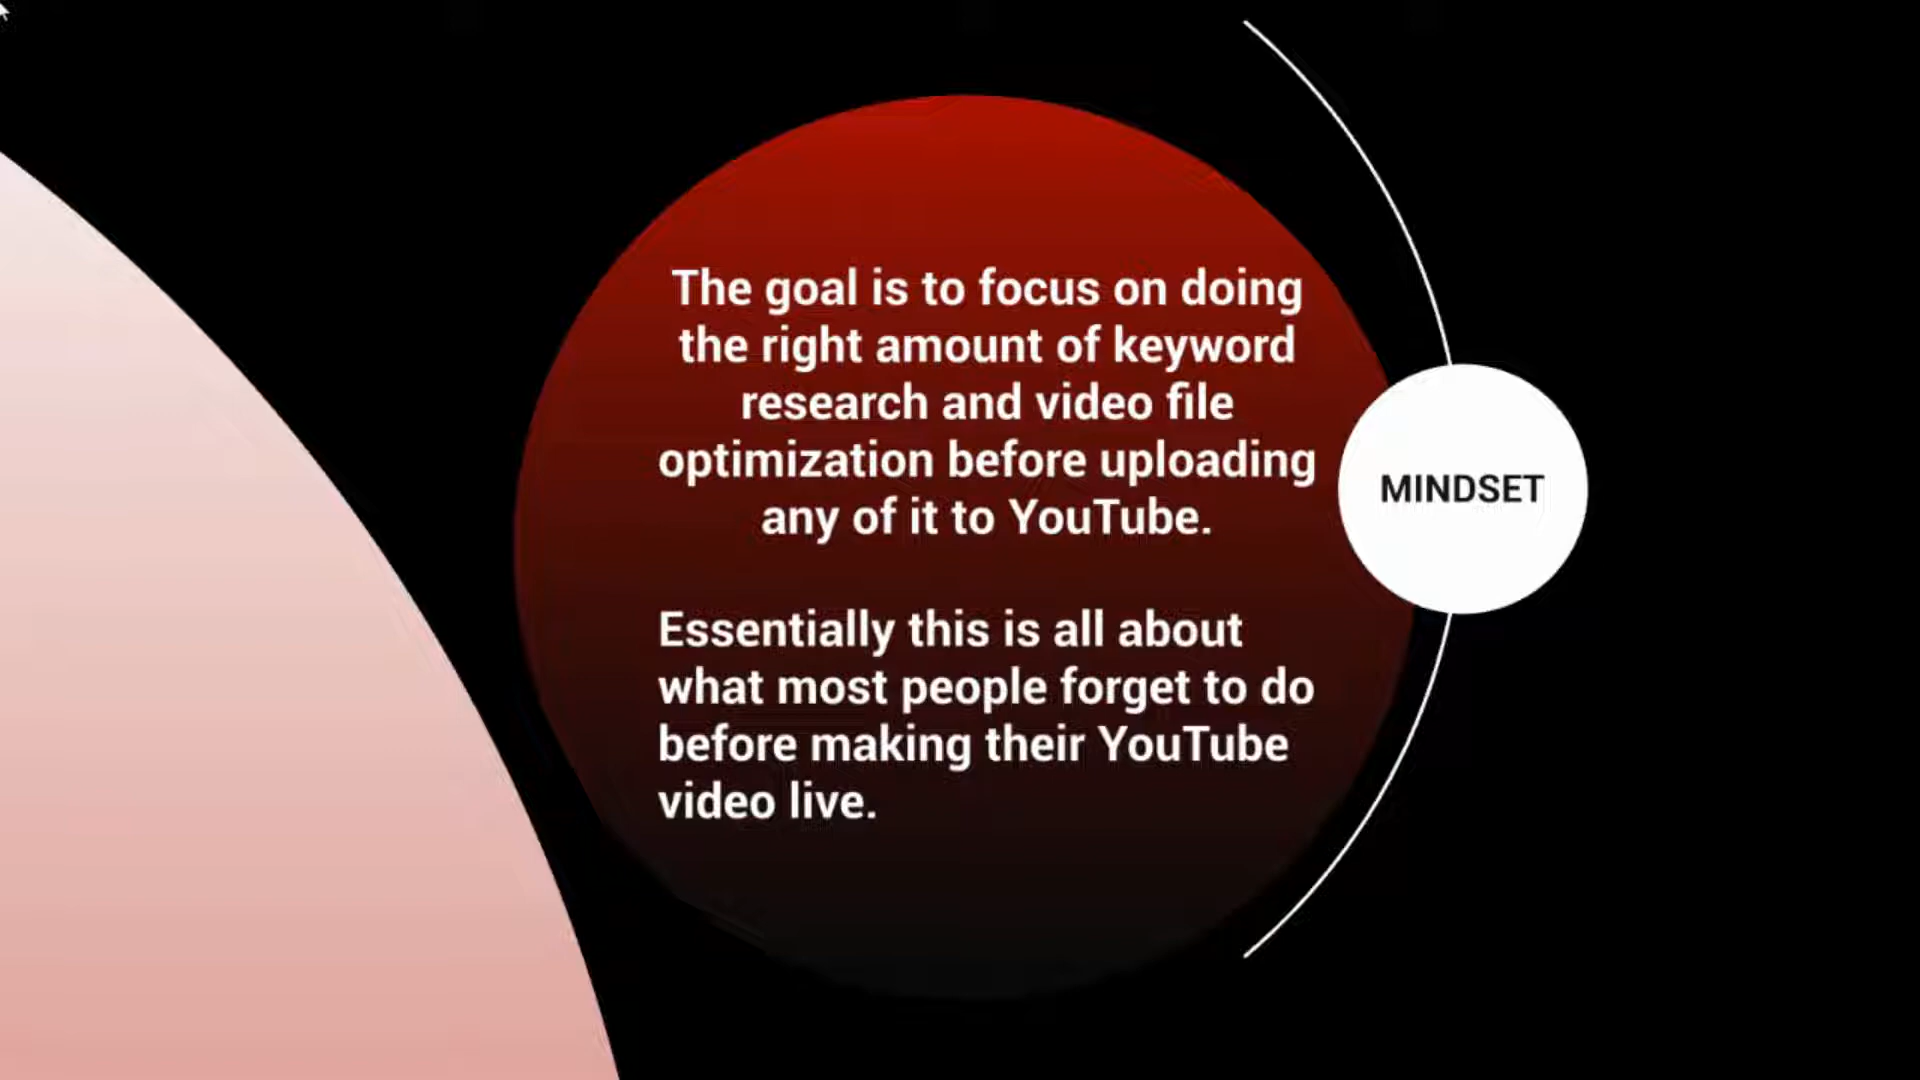 The goal is to focus on doing
the right amount of keyword
research and video file
optimization before uploading
any of it to YouTube.
Essentially this is all about
what most people forget to do
before making their YouTube
video live.
MINDSET